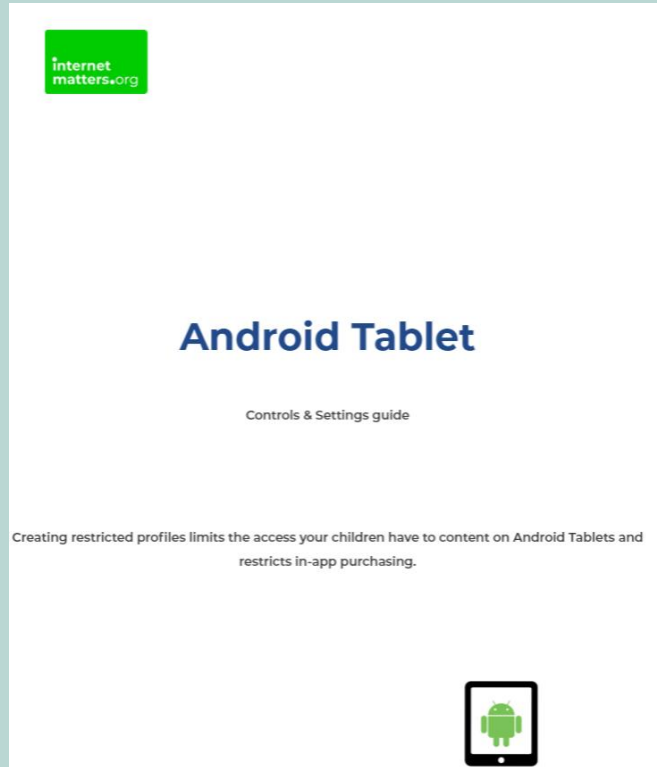 internet
matters.org
Android Tablet
Controls & Settings guide
Creating restricted profiles limits the access your children have to content on Android Tablets and
restricts in-app purchasing.